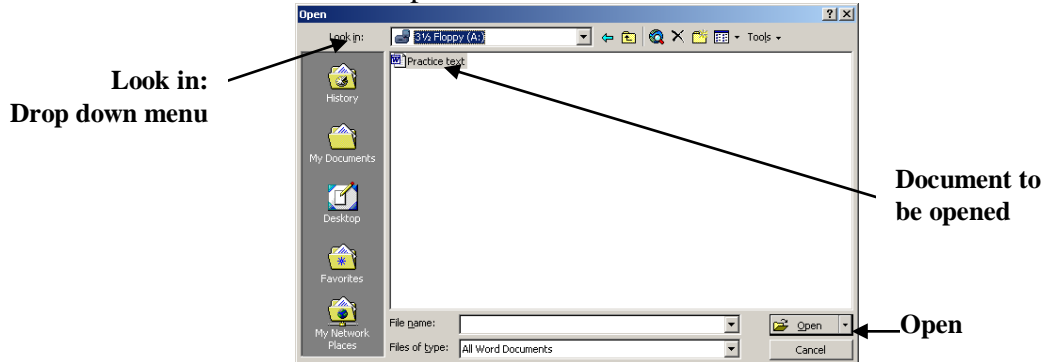 Open
Look in:
3½ Floppy (A:)
Tools
Practice text
Look in:
Drop down menu
History
My Documents
Desktop
Document to
be opened
Favorites
My Network
Places
File name:
Open
Open
Files of type:
All Word Documents
Cancel